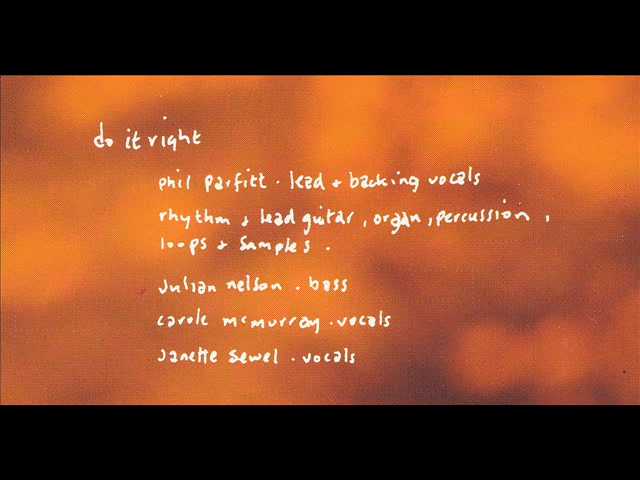 do it right
phil parfitt · lead + backing vocals
rhythm + lead guitar, organ, percussion,
loops + samples.
Julian nelson · bass
carole mcmurray · vocals
Janette Sewel · vocals